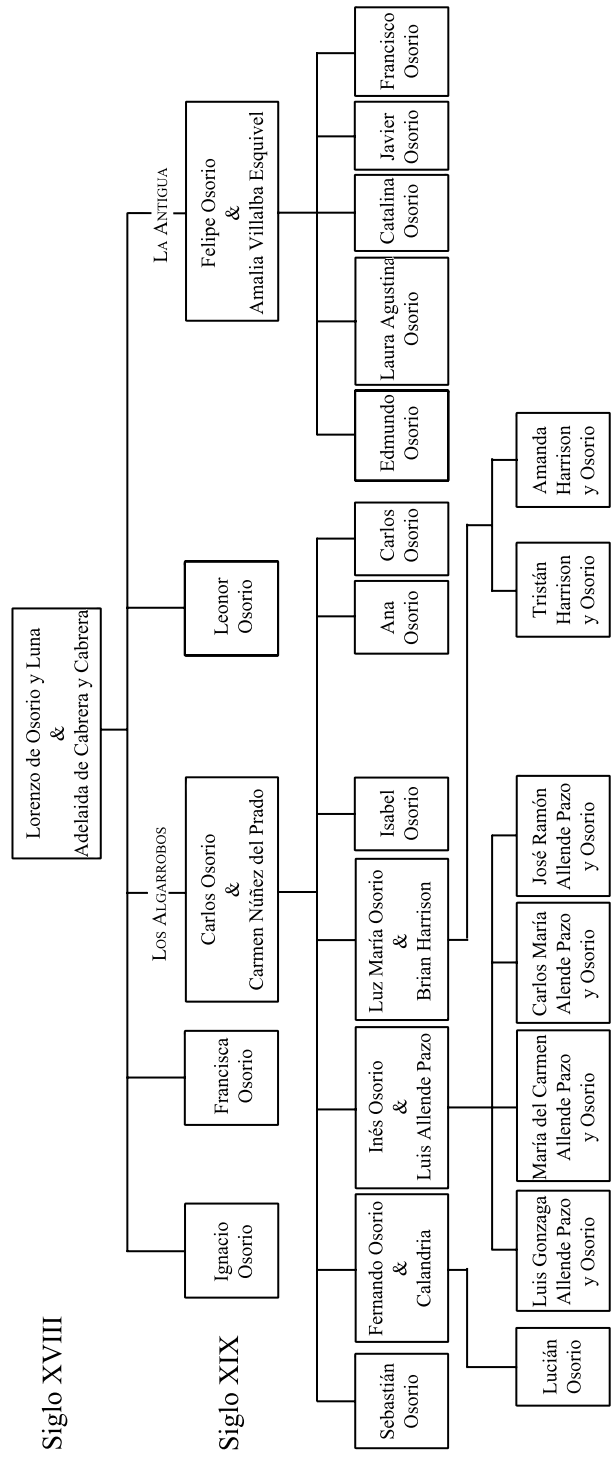 Siglo XVIII
Lorenzo de Osorio y Luna
&
Adelaida de Cabrera y Cabrera
Siglo XIX
Ignacio
Osorio
Francisca
Osorio
LOS ALGARROBOS
Carlos Osorio
&
Carmen Núñez del Prado
Leonor
Osorio
LA ANTIGUA
Felipe Osorio
&
Amalia Villalba Esquivel
Sebastián
Osorio
Fernando Osorio
&
Calandria
Inés Osorio
&
Luis Allende Pazo
Luz María Osorio
&
Brian Harrison
Isabel
Osorio
Ana
Osorio
Carlos
Osorio
Edmundo
Osorio
Laura Agustina
Osorio
Catalina
Osorio
Javier
Osorio
Francisco
Osorio
Lucián
Osorio
Luis Gonzaga
Allende Pazo
y Osorio
María del Carmen
Allende Pazo
y Osorio
Carlos María
Alende Pazo
y Osorio
José Ramón
Allende Pazo
y Osorio
Tristán
Harrison
y Osorio
Amanda
Harrison
y Osorio